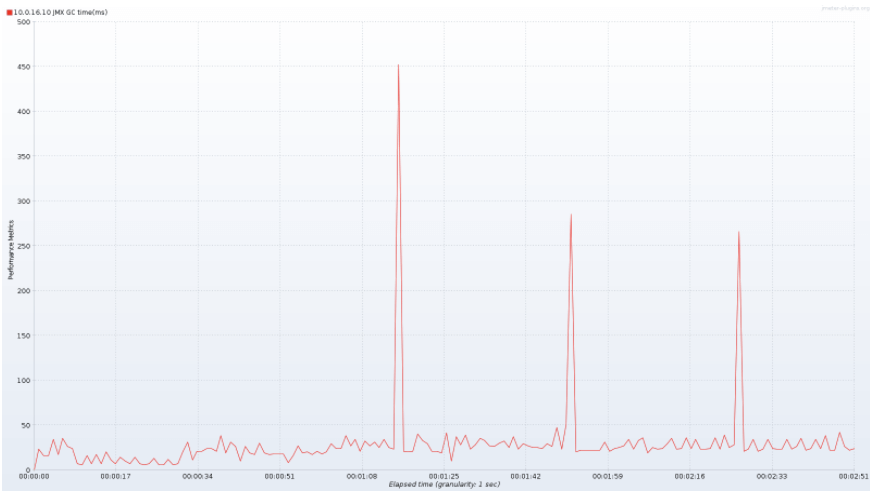 10.0.16.10 JMX GC time(ms)
jmeter-plugins.org
500
450
400
350
300
250
200
150
100
50
0
Performance Metrics
00:00:00 00:00:17 00:00:34 00:00:51 00:01:08 00:01:25 00:01:42 00:01:59 00:02:16 00:02:33 00:02:51
Elapsed time (granularity: 1 sec)